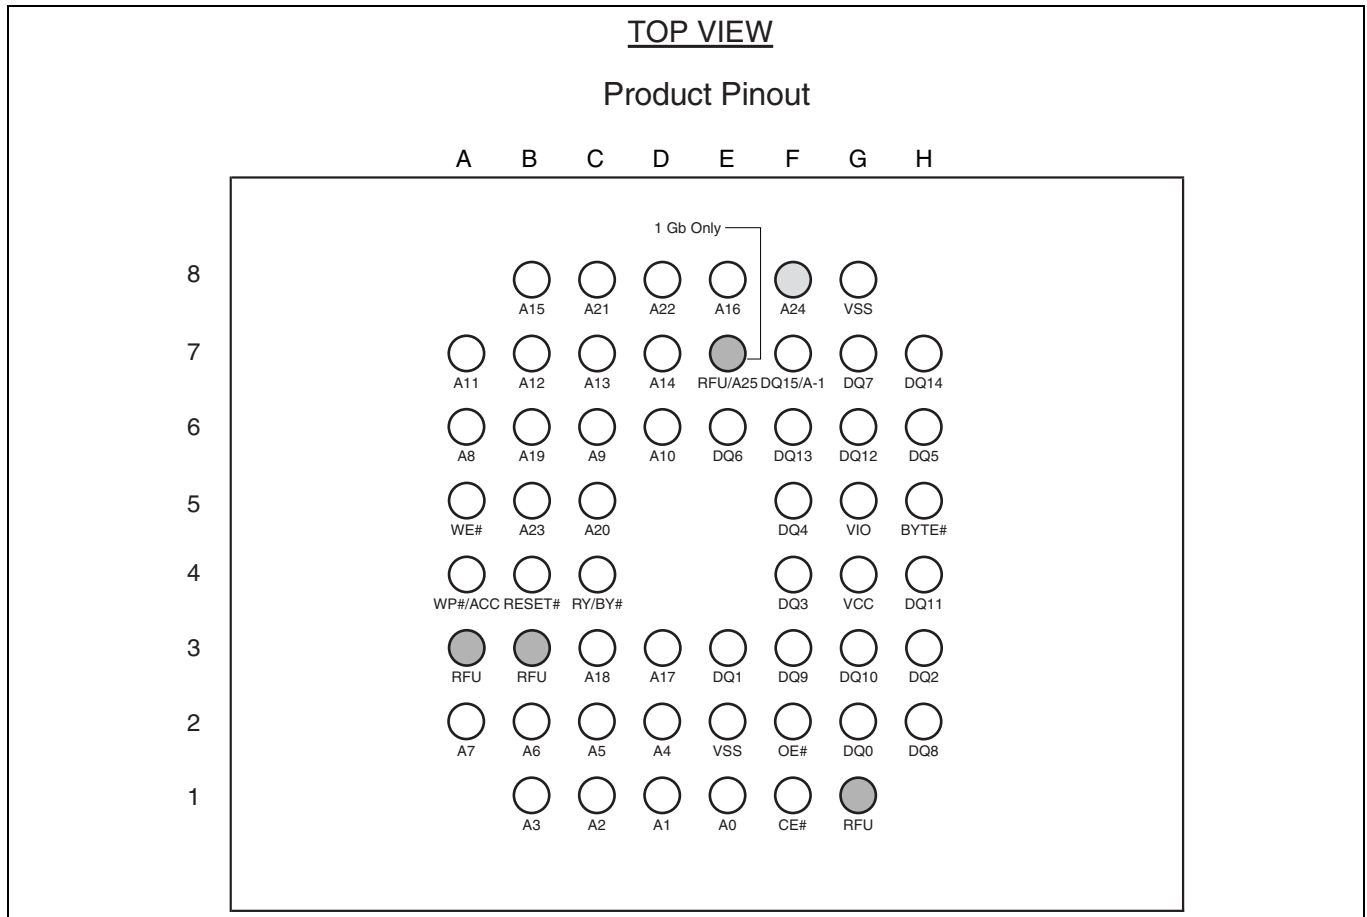 TOP VIEW
Product Pinout
A B C D E F G H
1 Gb Only
8
A15 A21 A22 A16 A24 VSS
7
A11 A12 A13 A14 RFU/A25 DQ15/A-1 DQ7 DQ14
6
A8 A19 A9 A10 DQ6 DQ13 DQ12 DQ5
5
WE# A23 A20 DQ4 VIO BYTE#
4
WP#/ACC RESET# RY/BY# DQ3 VCC DQ11
3
RFU RFU A18 A17 DQ1 DQ9 DQ10 DQ2
2
A7 A6 A5 A4 VSS OE# DQ0 DQ8
1
A3 A2 A1 A0 CE# RFU